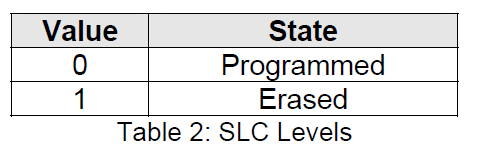 Value State
0 Programmed
1 Erased
Table 2: SLC Levels